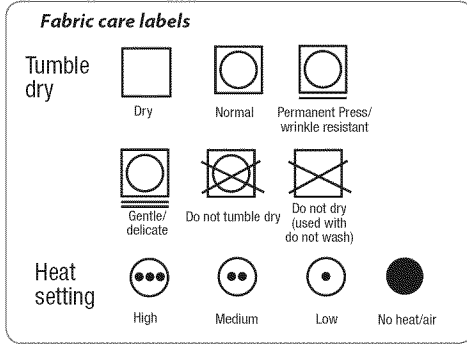 Fabric care labels
Tumble
dry
Dry
Normal
Permanent Press/
wrinkle resistant
Gentle/
delicate
Do not tumble dry
Do not dry
(used with
do not wash)
Heat
setting
High
Medium
Low
No heat/air